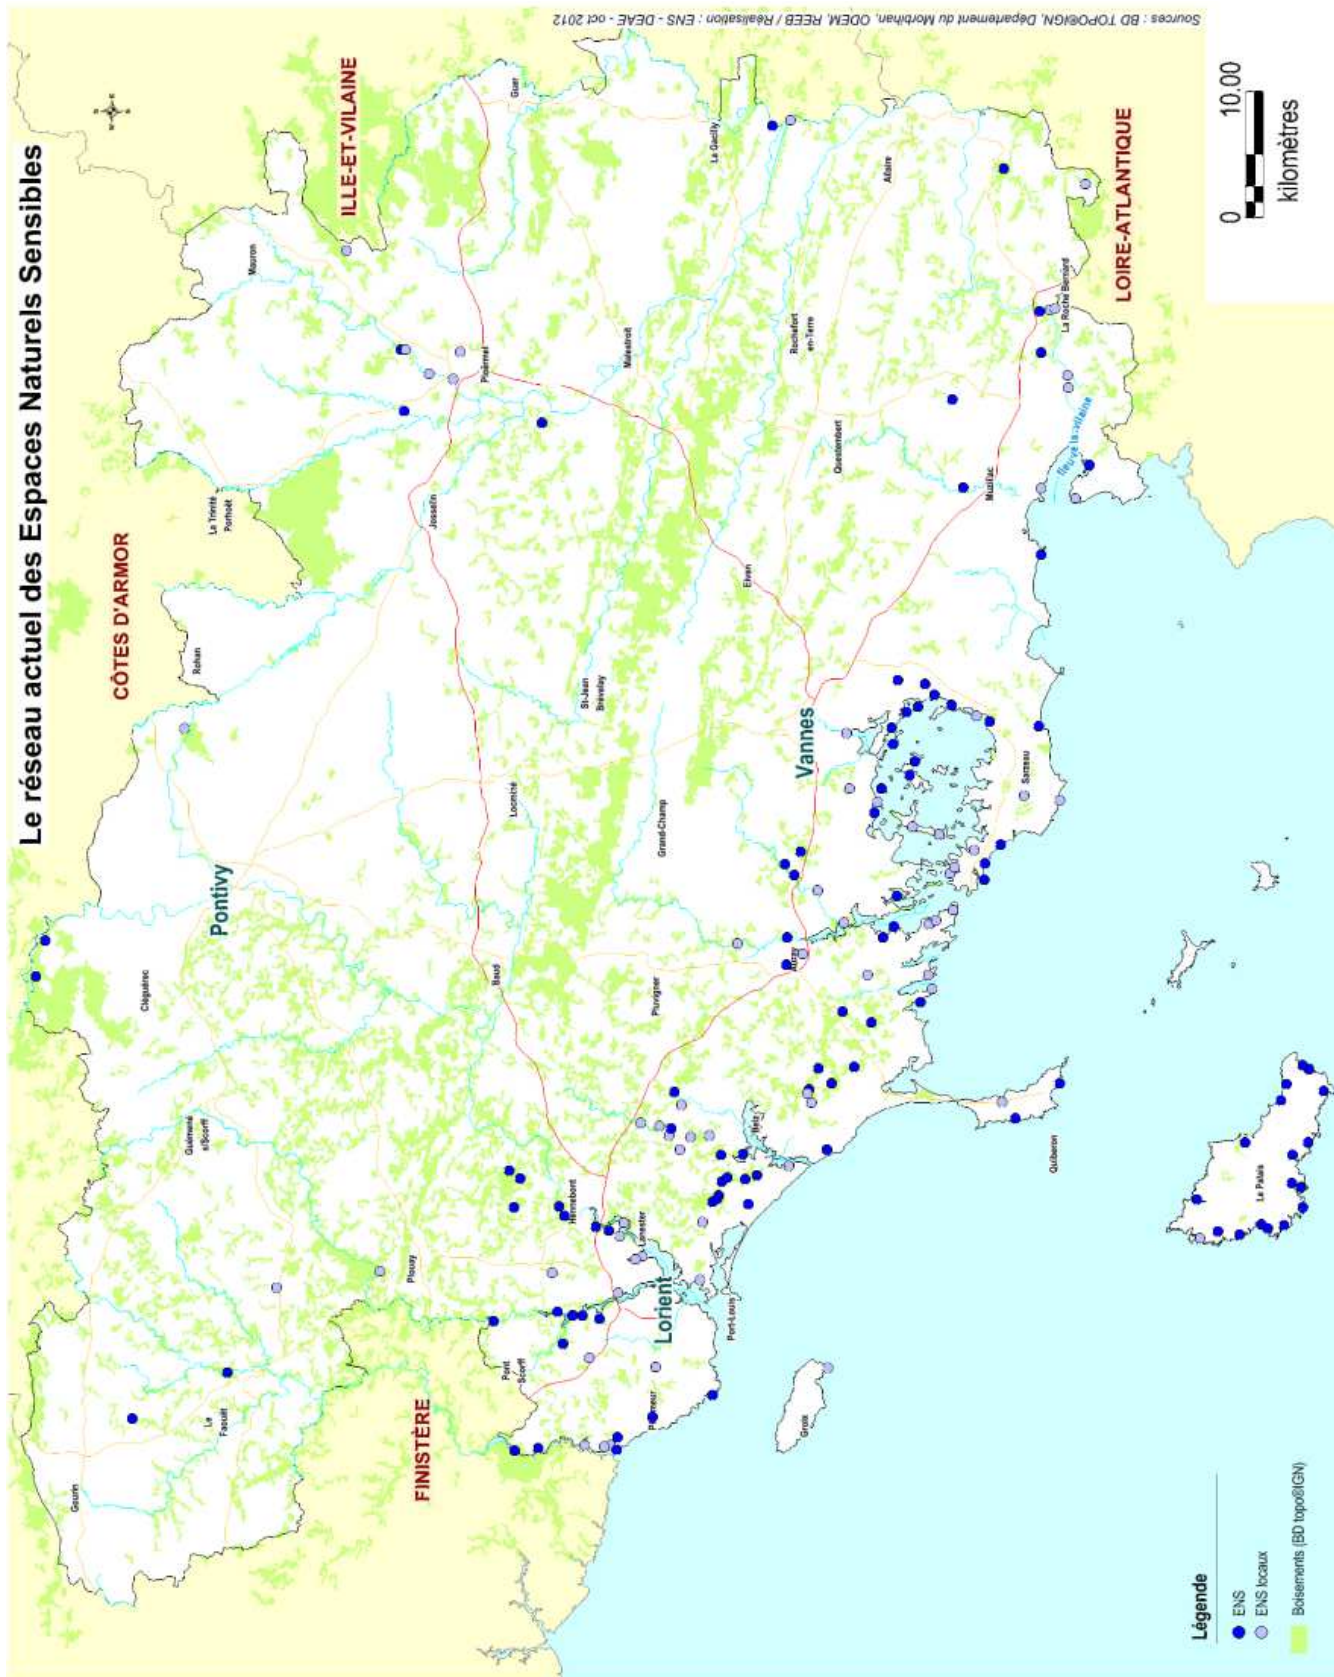 Le réseau actuel des Espaces Naturels Sensibles
CÔTES D'ARMOR
ILLE-ET-VILAINE
FINISTÈRE
LOIRE-ATLANTIQUE
Gourin
Le
Faouët
Guémené
s/Scorff
Cléguérec
Pontivy
Rohan
La Trinité
Porhoët
Mauron
Guer
Ploërmel
Josselin
Locminé
Baud
Plouay
Pont
Scorff
Hennebont
Lanester
Lorient
Port-Louis
Groix
Pluvigner
Grand-Champ
St-Jean
Brévelay
Malestroit
La Gacilly
Rochefort
en-Terre
Allaire
Questembert
Elven
Vannes
Auray
Belz
Quiberon
Le Palais
Sarzeau
Muzillac
La Roche Bernard
fleuve la vilaine
Légende
ENS
ENS locaux
Boisements (BD topo®IGN)
0
10.00
kilomètres
Sources : BD TOPO®IGN, Département du Morbihan, ODEM, REEB / Réalisation : ENS - DEAE - oct 2012